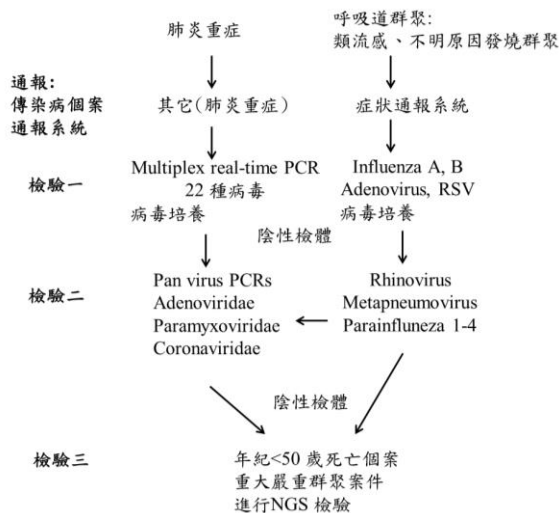 肺炎重症
呼吸道群聚:
類流感、不明原因發燒群聚
通報:
傳染病個案
通報系統
其它(肺炎重症)
症狀通報系統
檢驗一
Multiplex real-time PCR
22 種病毒
病毒培養
Influenza A, B
Adenovirus, RSV
病毒培養
陰性檢體
檢驗二
Pan virus PCRs
Adenoviridae
Paramyxoviridae
Coronaviridae
Rhinovirus
Metapneumovirus
Parainfluneza 1-4
陰性檢體
檢驗三
年紀<50 歲死亡個案
重大嚴重群聚案件
進行NGS 檢驗